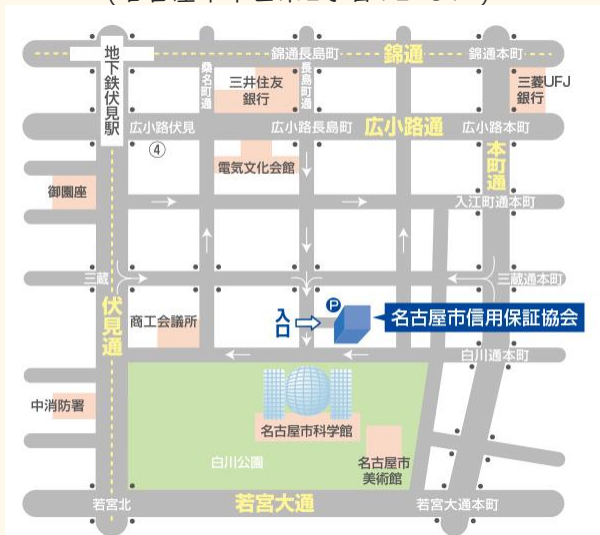 地下鉄伏見駅
錦通長島町
錦通
錦通本町
桑名町通
三井住友
銀行
長島町通
三菱UFJ
銀行
広小路伏見
広小路長島町
広小路通
広小路本町
④
電気文化会館
本町通
御園座
入江町通本町
三蔵
三蔵通本町
伏見通
商工会議所
入口
P
名古屋市信用保証協会
白川通本町
中消防署
名古屋市科学館
白川公園
名古屋市
美術館
若宮北
若宮大通
若宮大通本町